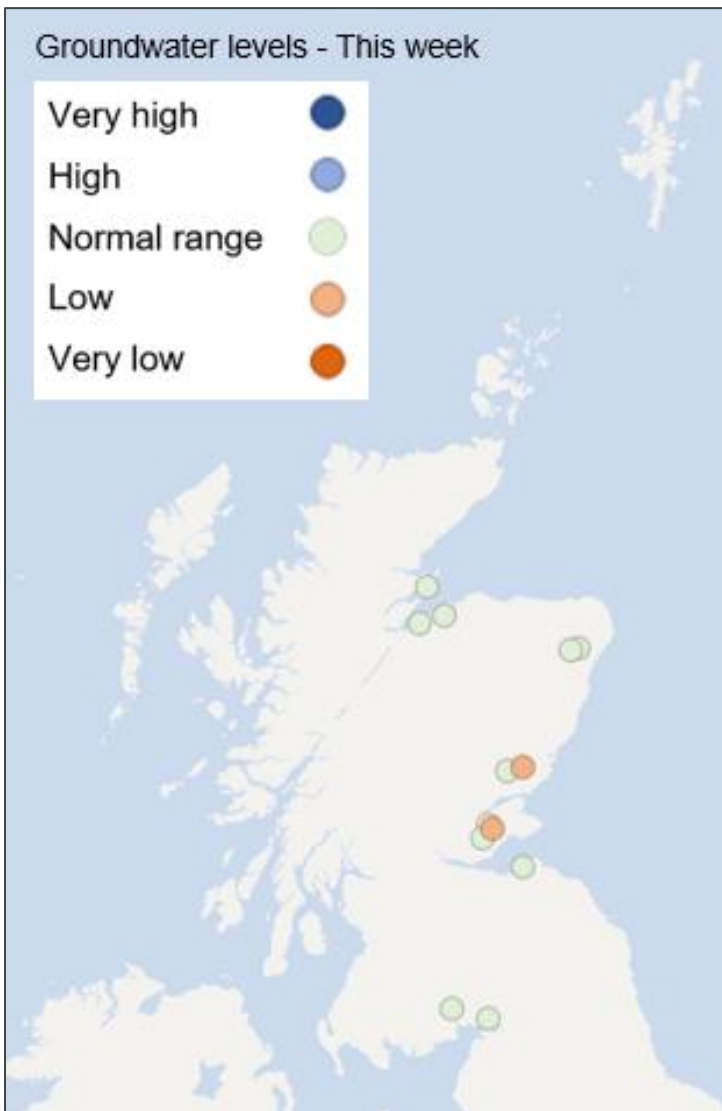 Groundwater levels - This week
Very high
High
Normal range
Low
Very low